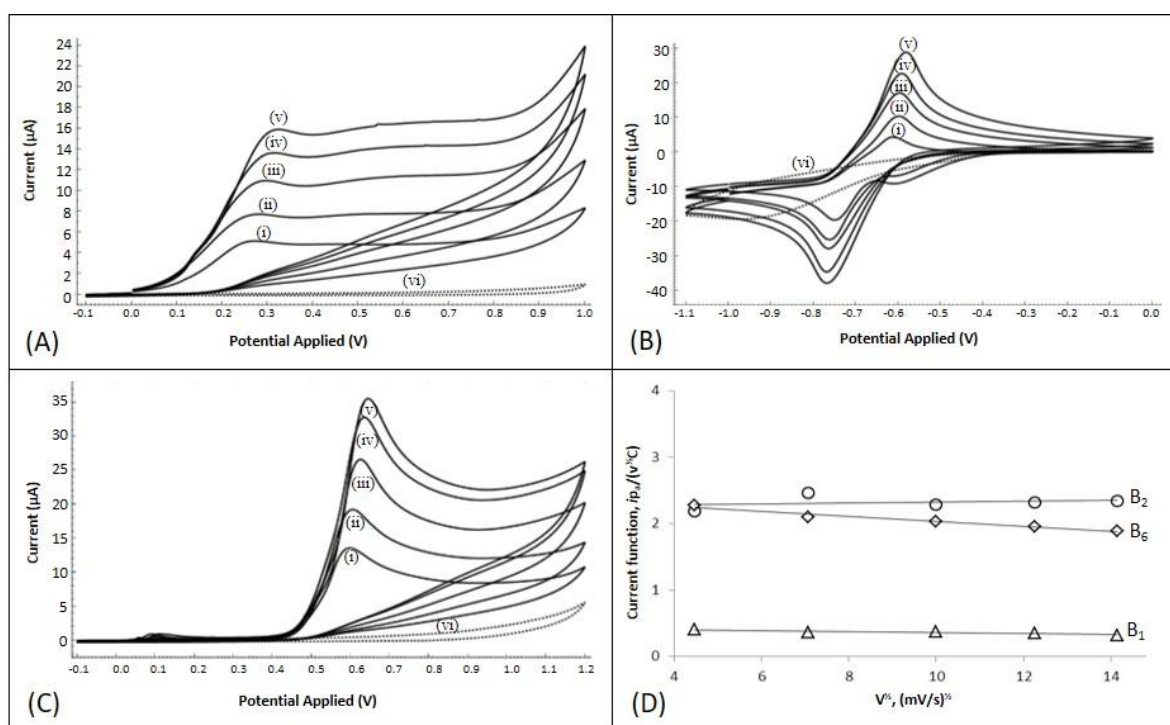 24
22
20
18
16
14
12
10
8
6
4
2
0
Current (µA)
(v)
(iv)
(iii)
(ii)
(i)
(vi)
-0.1 0.0 0.1 0.2 0.3 0.4 0.5 0.6 0.7 0.8 0.9 1.0
Potential Applied (V)
(A)
30
20
10
0
-10
-20
-30
-40
Current (µA)
(v)
iv)
(iii)
(ii)
(i)
(vi)
-1.1 -1.0 -0.9 -0.8 -0.7 -0.6 -0.5 -0.4 -0.3 -0.2 -0.1 0.0
Potential Applied (V)
(B)
35
30
25
20
15
10
5
0
Current (µA)
v)
(iv)
(iii)
(ii)
(i)
(vi)
-0.1 0.0 0.1 0.2 0.3 0.4 0.5 0.6 0.7 0.8 0.9 1.0 1.1 1.2
Potential Applied (V)
(C)
4
3
2
1
0
Current function, ipₐ/(v½C
B₂
B₆
B₁
4 6 8 10 12 14
V½, (mV/s)½
(D)